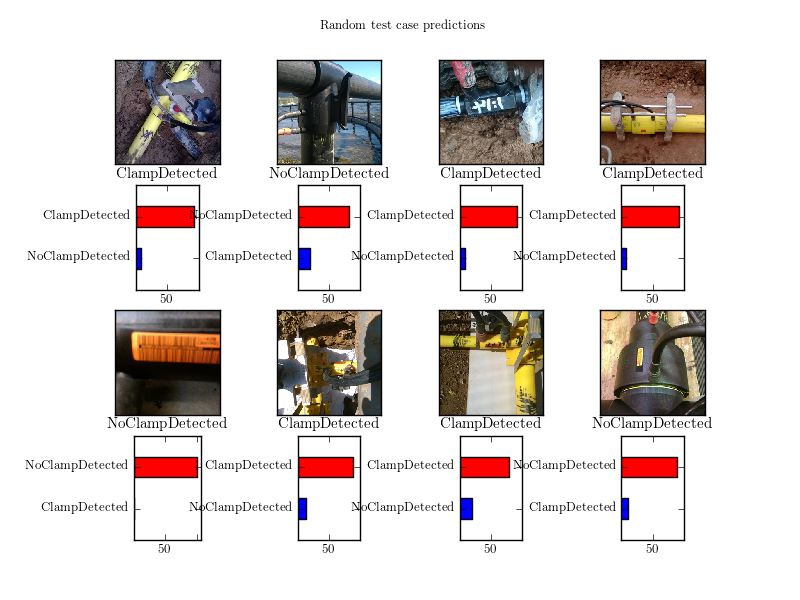 Random test case predictions
ClampDetected NoClampDetected ClampDetected ClampDetected
ClampDetected NoClampDetected ClampDetected ClampDetected
NoClampDetected ClampDetected NoClampDetected NoClampDetected
50 50 50 50
NoClampDetected ClampDetected ClampDetected NoClampDetected
NoClampDetected ClampDetected ClampDetected NoClampDetected
ClampDetected NoClampDetected NoClampDetected ClampDetected
50 50 50 50